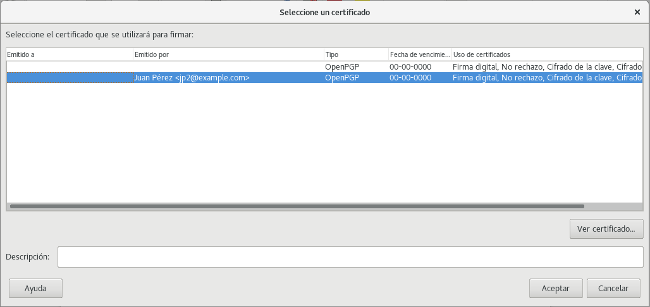 Seleccione un certificado
Seleccione el certificado que se utilizará para firmar:
Emitido a Emitido por Tipo Fecha de vencimie... Uso de certificados
OpenPGP 00-00-0000 Firma digital, No rechazo, Cifrado de la clave, Cifrado
Juan Pérez <jp2@example.com> OpenPGP 00-00-0000 Firma digital, No rechazo, Cifrado de la clave, Cifrado
Ver certificado...
Descripción:
Ayuda Aceptar Cancelar